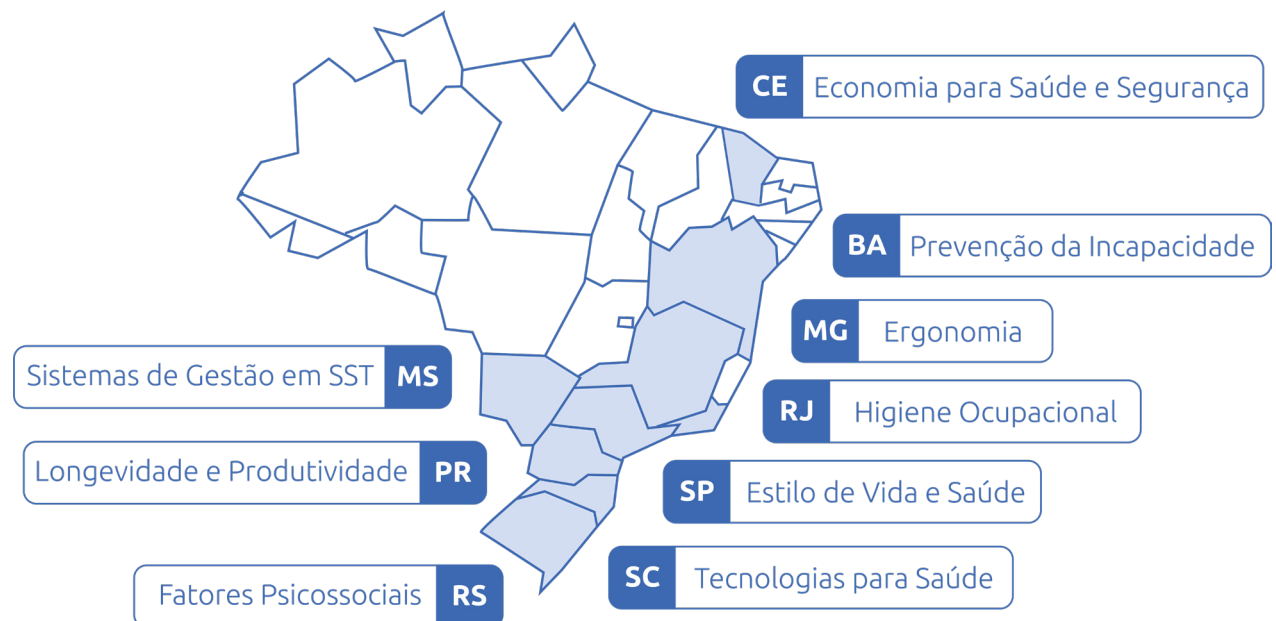 CE Economia para Saúde e Segurança
BA Prevenção da Incapacidade
MG Ergonomia
Sistemas de Gestão em SST MS
RJ Higiene Ocupacional
Longevidade e Produtividade PR
SP Estilo de Vida e Saúde
SC Tecnologias para Saúde
Fatores Psicossociais RS